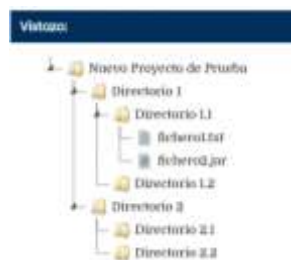 Vistazo:
Nuevo Proyecto de Prueba
Directorio 1
Directorio 1.1
fichero1.txt
fichero2.jar
Directorio 1.2
Directorio 2
Directorio 2.1
Directorio 2.2